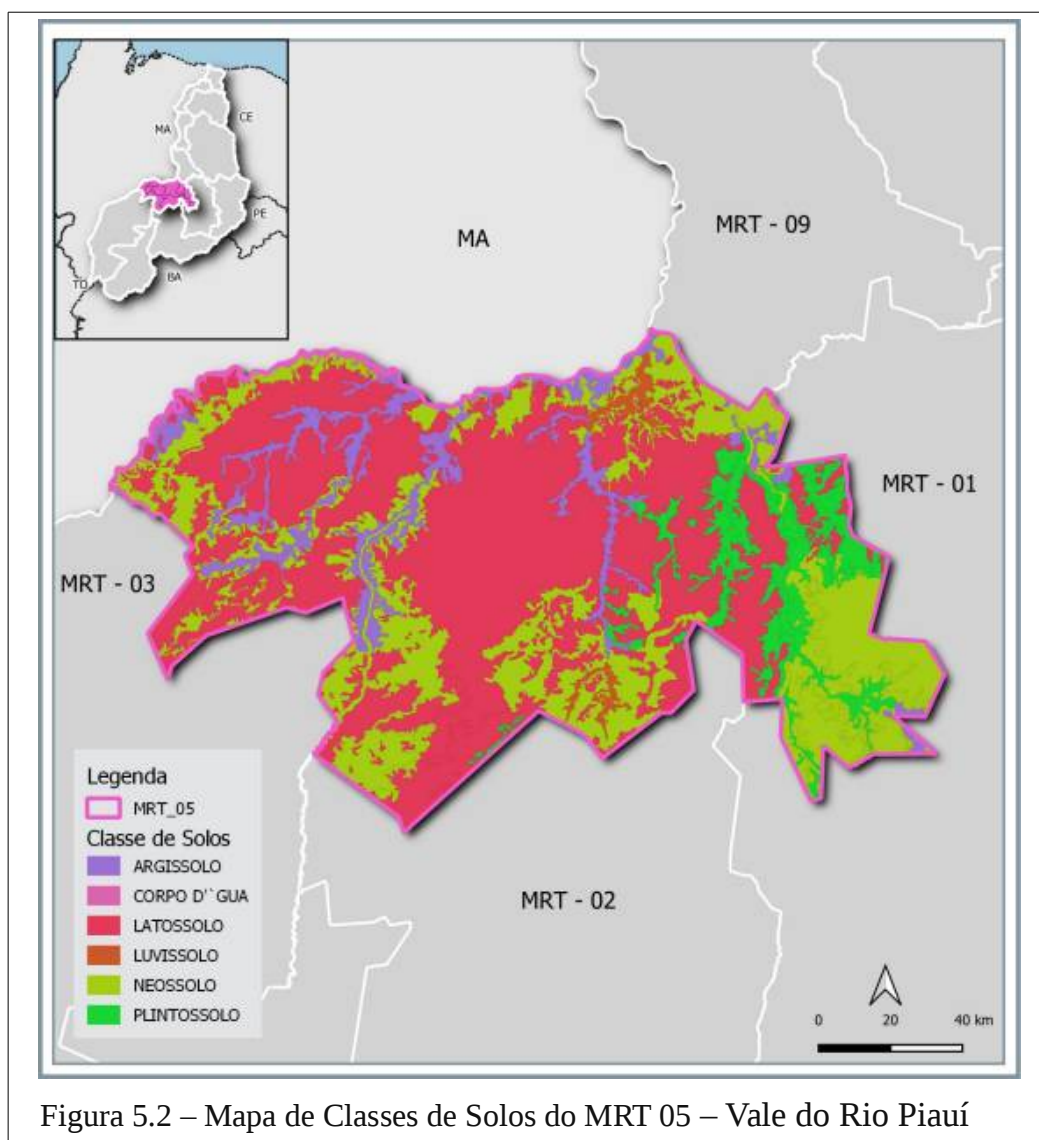 MA
CE
PE
TO
BA
MA
MRT - 09
MRT - 01
MRT - 03
MRT - 02
Legenda
MRT_05
Classe de Solos
ARGISSOLO
CORPO D'`GUA
LATOSSOLO
LUVISSOLO
NEOSSOLO
PLINTOSSOLO
0 20 40 km
Figura 5.2 – Mapa de Classes de Solos do MRT 05 – Vale do Rio Piauí